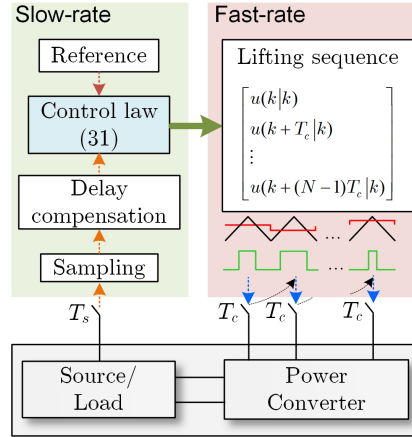 Slow-rate
Fast-rate
Reference
Control law
(31)
Delay
compensation
Sampling
Lifting sequence
u(k|k)
u(k+T_c|k)
⋮
u(k+(N−1)T_c|k)
...
...
T_s
T_c
T_c
T_c
Source/
Load
Power
Converter